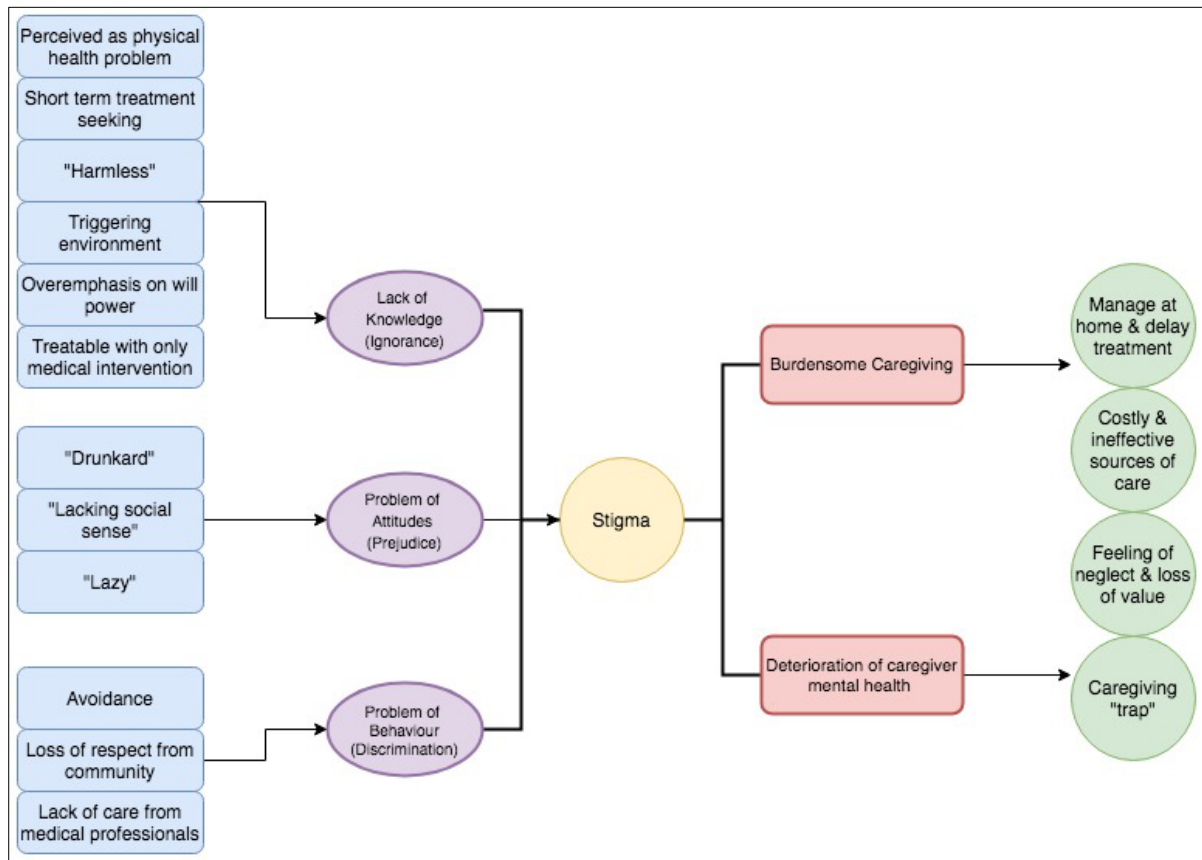 Perceived as physical
health problem
Short term treatment
seeking
"Harmless"
Triggering
environment
Overemphasis on will
power
Treatable with only
medical intervention
"Drunkard"
"Lacking social
sense"
"Lazy"
Avoidance
Loss of respect from
community
Lack of care from
medical professionals
Lack of
Knowledge
(Ignorance)
Problem of
Attitudes
(Prejudice)
Problem of
Behaviour
(Discrimination)
Stigma
Burdensome Caregiving
Deterioration of caregiver
mental health
Manage at
home & delay
treatment
Costly &
ineffective
sources of
care
Feeling of
neglect & loss
of value
Caregiving
"trap"